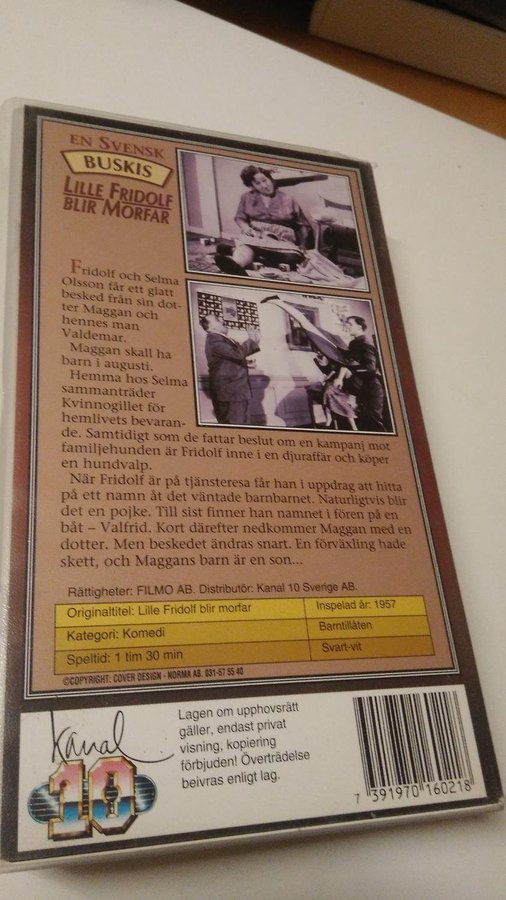 EN SVENSK
BUSKIS
LILLE FRIDOLF
BLIR MORFAR
Fridolf och Selma
Olsson får ett glatt
besked från sin dot-
ter Maggan och
hennes man
Valdemar.
Maggan skall ha
barn i augusti.
Hemma hos Selma
sammanträder
Kvinnogillet för
hemlivets bevaran-
de. Samtidigt som de fattar beslut om en kampanj mot
familjehunden är Fridolf inne i en djuraffär och köper
en hundvalp.
När Fridolf är på tjänsteresa får han i uppdrag att hitta
på ett namn åt det väntade barnbarnet. Naturligtvis blir
det en pojke. Till sist finner han namnet i fören på en
båt – Valfrid. Kort därefter nedkommer Maggan med en
dotter. Men beskedet ändras snart. En förväxling hade
skett, och Maggans barn är en son...
Rättigheter: FILMO AB. Distributör: Kanal 10 Sverige AB.
Originaltitel: Lille Fridolf blir morfar
Inspelad år: 1957
Kategori: Komedi
Barntillåten
Speltid: 1 tim 30 min
Svart-vit
©COPYRIGHT: COVER DESIGN - NORMA AB. 031-57 55 40
Kanal
10
Lagen om upphovsrätt
gäller, endast privat
visning, kopiering
förbjuden! Överträdelse
beivras enligt lag.
7 391970 160218